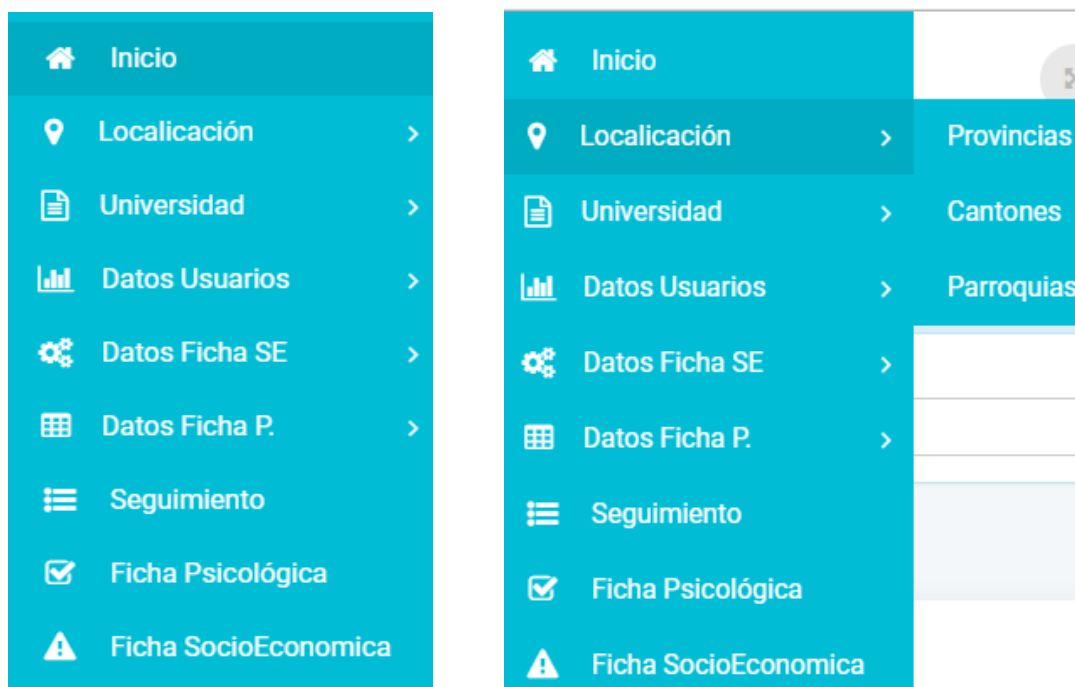 Inicio
Localicación
Universidad
Datos Usuarios
Datos Ficha SE
Datos Ficha P.
Seguimiento
Ficha Psicológica
Ficha SocioEconomica
Inicio
Localicación
Provincias
Universidad
Cantones
Datos Usuarios
Parroquias
Datos Ficha SE
Datos Ficha P.
Seguimiento
Ficha Psicológica
Ficha SocioEconomica